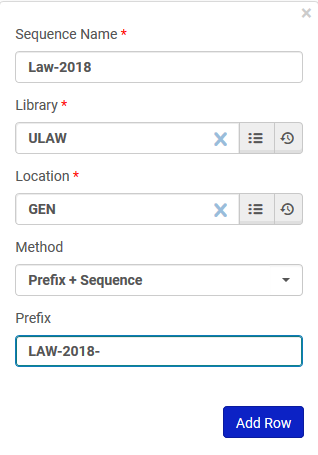 Sequence Name *
Law-2018
Library *
ULAW
Location *
GEN
Method
Prefix + Sequence
Prefix
LAW-2018-
Add Row